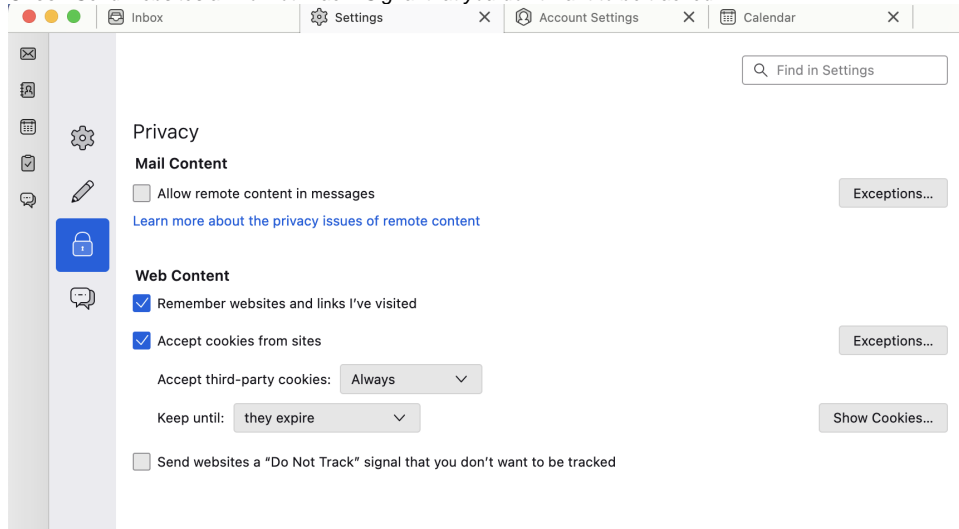 Inbox
Settings
Account Settings
Calendar
Find in Settings
Privacy
Mail Content
Allow remote content in messages
Exceptions...
Learn more about the privacy issues of remote content
Web Content
Remember websites and links I've visited
Accept cookies from sites
Exceptions...
Accept third-party cookies: Always
Keep until: they expire
Show Cookies...
Send websites a “Do Not Track” signal that you don’t want to be tracked